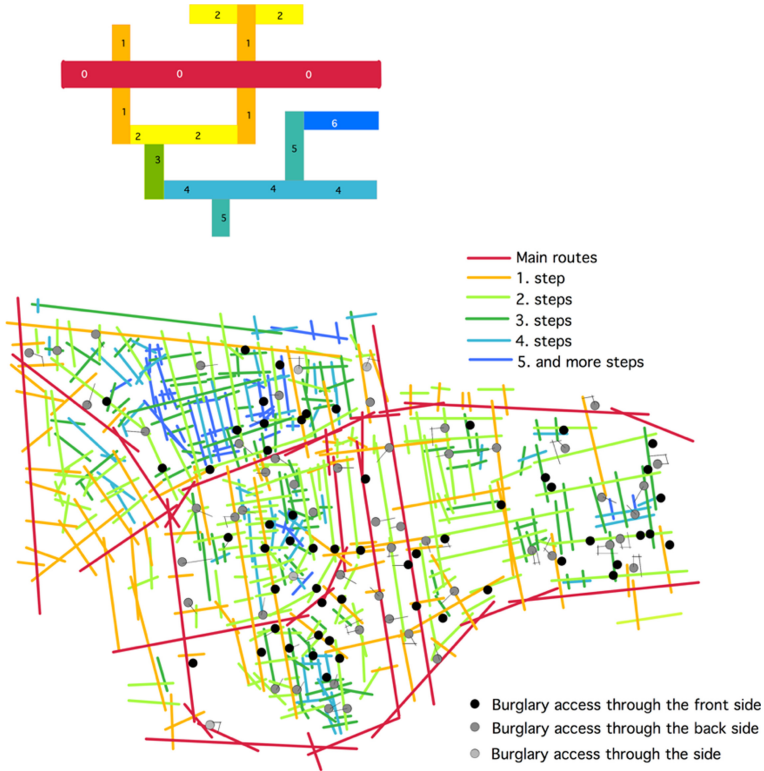 2 2
1 1
0 0 0
1 1
2 2
6
3 5
4 4 4
5
Main routes
1. step
2. steps
3. steps
4. steps
5. and more steps
Burglary access through the front side
Burglary access through the back side
Burglary access through the side